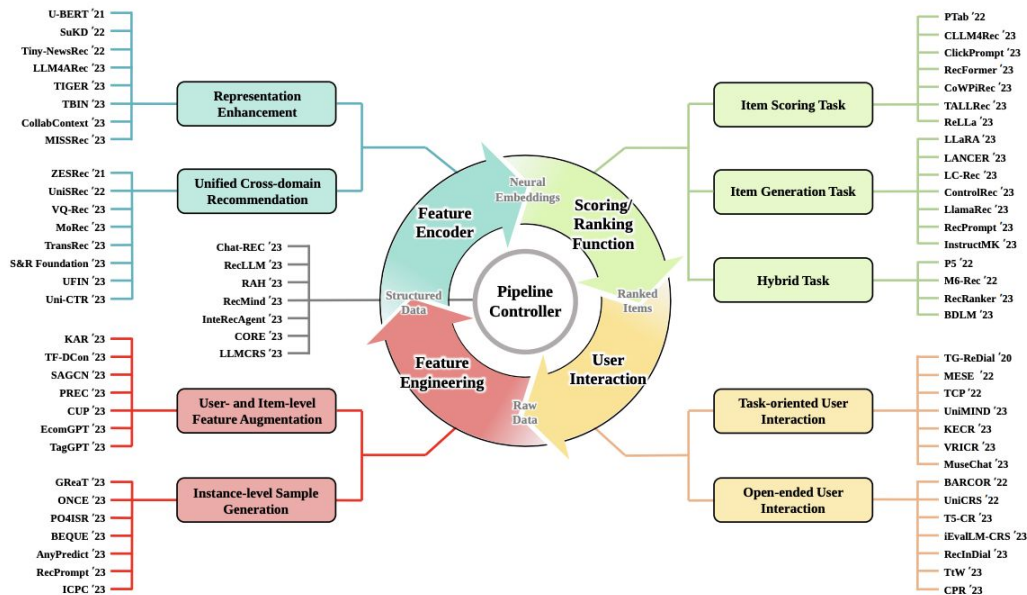 U-BERT '21
SuKD '22
Tiny-NewsRec '22
LLM4ARec '23
TIGER '23
TBIN '23
CollabContext '23
MISSRec '23
Representation
Enhancement
ZESRec '21
UniSRec '22
VQ-Rec '23
MoRec '23
TransRec '23
S&R Foundation '23
UFIN '23
Uni-CTR '23
Unified Cross-domain
Recommendation
Chat-REC '23
RecLLM '23
RAH '23
RecMind '23
InteRecAgent '23
CORE '23
LLMCRS '23
KAR '23
TF-DCon '23
SAGCN '23
PREC '23
CUP '23
EcomGPT '23
TagGPT '23
User- and Item-level
Feature Augmentation
GReaT '23
ONCE '23
PO4ISR '23
BEQUE '23
AnyPredict '23
RecPrompt '23
ICPC '23
Instance-level Sample
Generation
Feature
Encoder
Neural
Embeddings
Scoring/
Ranking
Function
Structured
Data
Pipeline
Controller
Ranked
Items
Feature
Engineering
User
Interaction
Raw
Data
Item Scoring Task
PTab '22
CLLM4Rec '23
ClickPrompt '23
RecFormer '23
CoWPiRec '23
TALLRec '23
ReLLa '23
Item Generation Task
LLaRA '23
LANCER '23
LC-Rec '23
ControlRec '23
LlamaRec '23
RecPrompt '23
InstructMK '23
Hybrid Task
P5 '22
M6-Rec '22
RecRanker '23
BDLM '23
Task-oriented User
Interaction
TG-ReDial '20
MESE '22
TCP '22
UniMIND '23
KECR '23
VRICR '23
MuseChat '23
Open-ended User
Interaction
BARCOR '22
UniCRS '22
T5-CR '23
iEvalLM-CRS '23
RecInDial '23
TtW '23
CPR '23